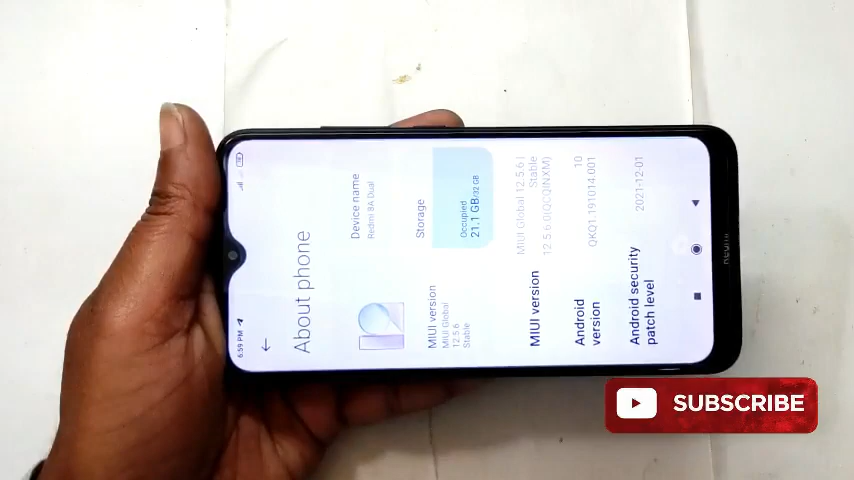 6:59 PM
About phone
MIUI version
MIUI Global
12.5.6
Stable
Device name
Redmi 8A Dual
Storage
Occupied
21.1 GB/32 GB
MIUI version
MIUI Global 12.5.6 |
Stable
12.5.6.0(QCQINXM)
Android
version
10
QKQ1.191014.001
Android security
patch level
2021-12-01
Redmi
SUBSCRIBE